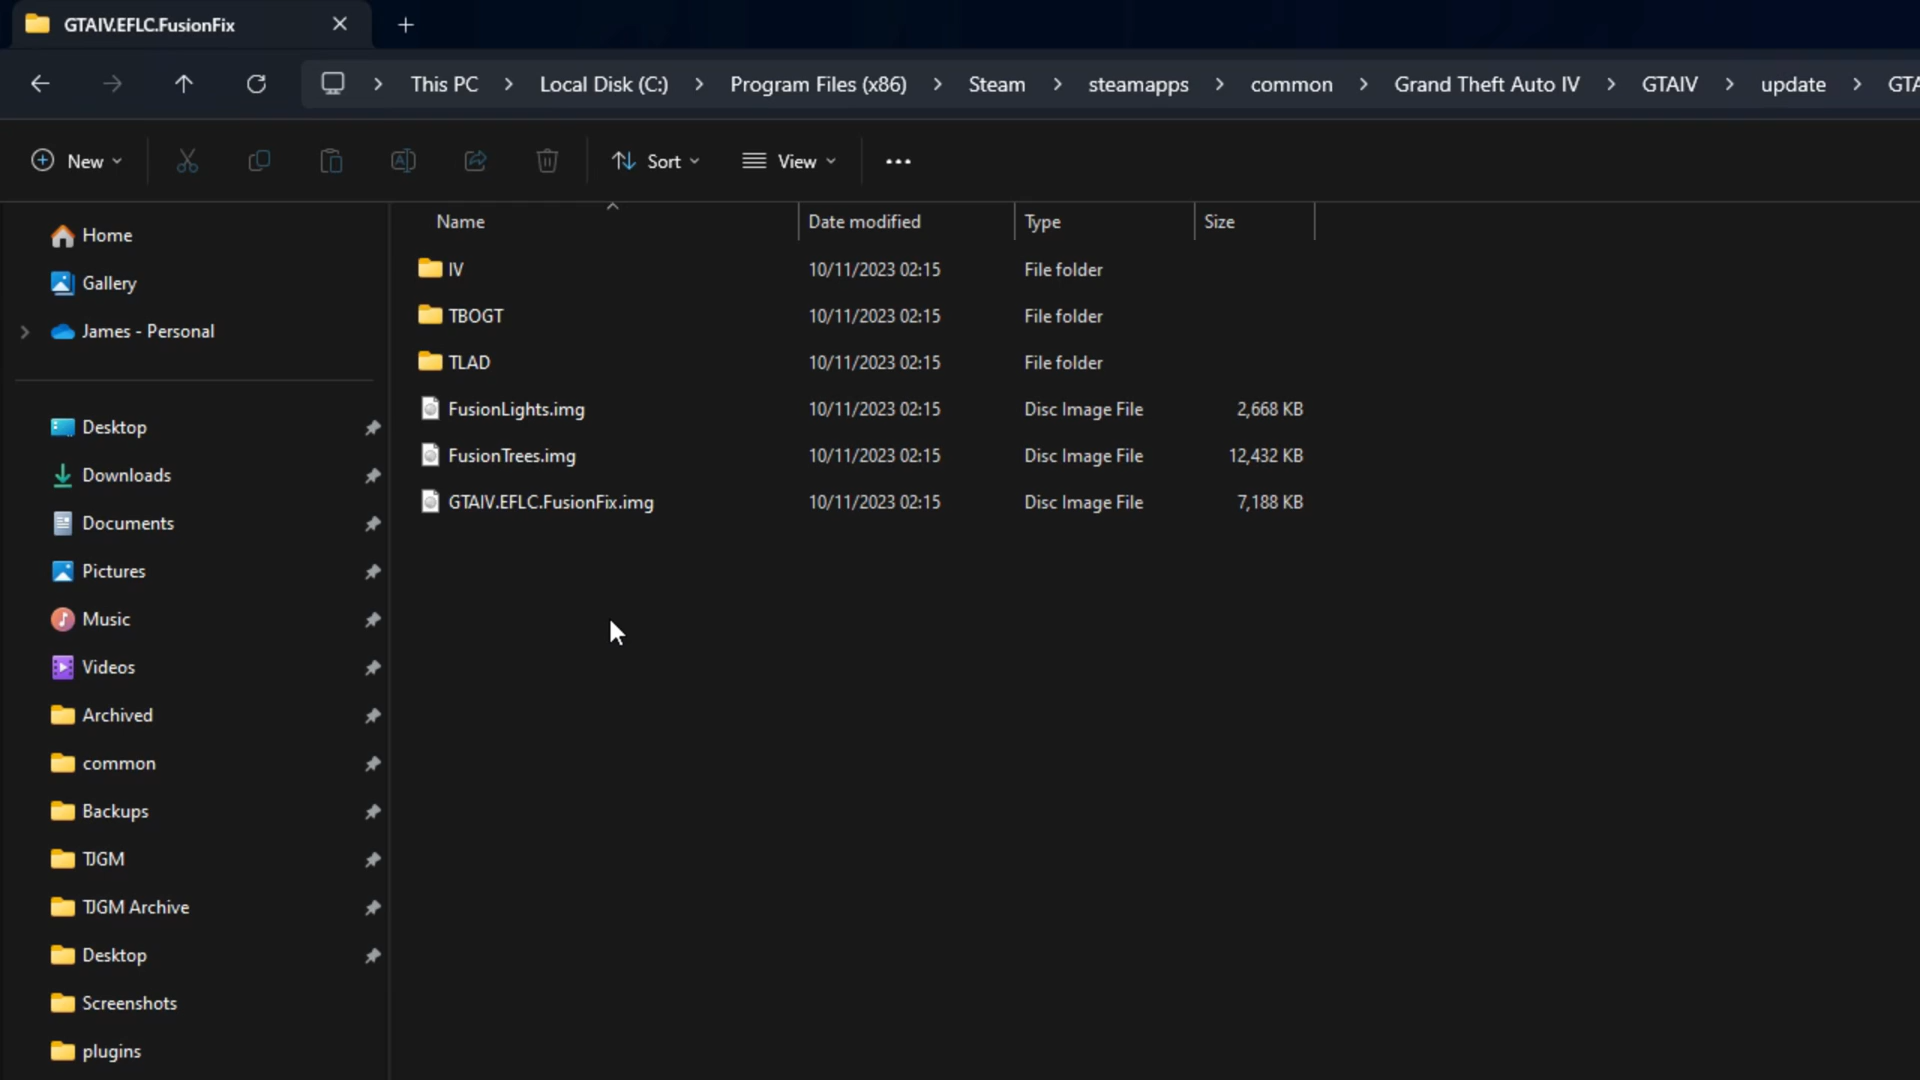 GTAIV.EFLC.FusionFix
This PC > Local Disk (C:) > Program Files (x86) > Steam > steamapps > common > Grand Theft Auto IV > GTAIV > update > GTA
New Sort View
Name Date modified Type Size
Home
Gallery
James - Personal
Desktop
Downloads
Documents
Pictures
Music
Videos
Archived
common
Backups
TJGM
TJGM Archive
Desktop
Screenshots
plugins
IV 10/11/2023 02:15 File folder
TBOGT 10/11/2023 02:15 File folder
TLAD 10/11/2023 02:15 File folder
FusionLights.img 10/11/2023 02:15 Disc Image File 2,668 KB
FusionTrees.img 10/11/2023 02:15 Disc Image File 12,432 KB
GTAIV.EFLC.FusionFix.img 10/11/2023 02:15 Disc Image File 7,188 KB